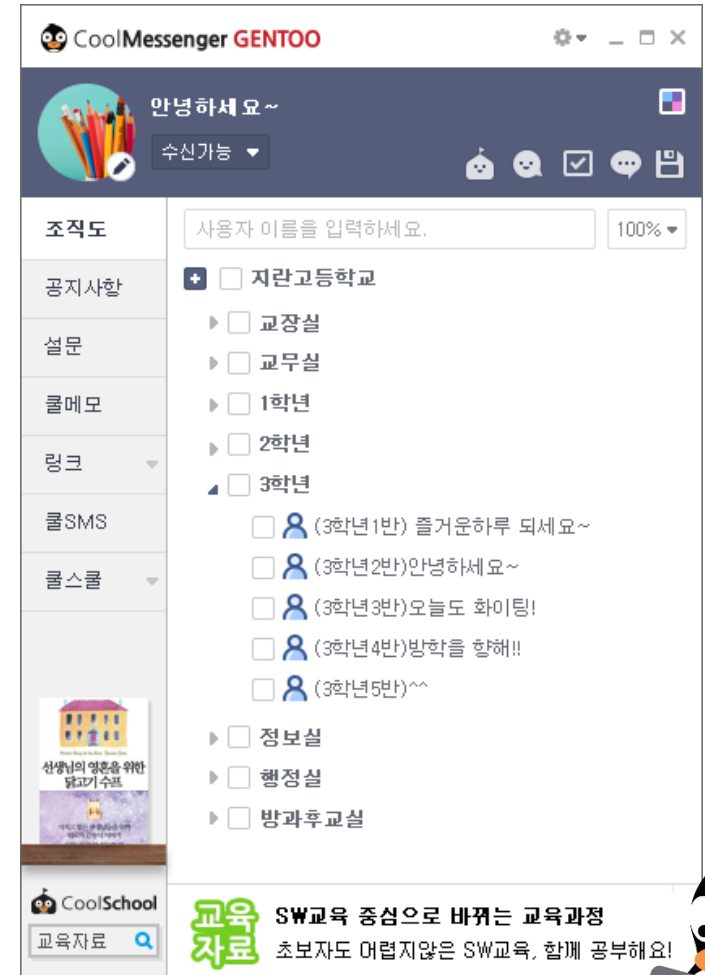 CoolMessenger GENTOO
안녕하세요~
수신가능
조직도
사용자 이름을 입력하세요.
100%
공지사항
설문
쿨메모
링크
쿨SMS
쿨스쿨
지란고등학교
교장실
교무실
1학년
2학년
3학년
(3학년1반) 즐거운하루 되세요~
(3학년2반)안녕하세요~
(3학년3반)오늘도 화이팅!
(3학년4반)방학을 향해!!
(3학년5반)^^
정보실
행정실
방과후교실
선생님의 영혼을 위한
닭고기 수프
CoolSchool
교육자료
교육
자료
SW교육 중심으로 바뀌는 교육과정
초보자도 어렵지않은 SW교육, 함께 공부해요!